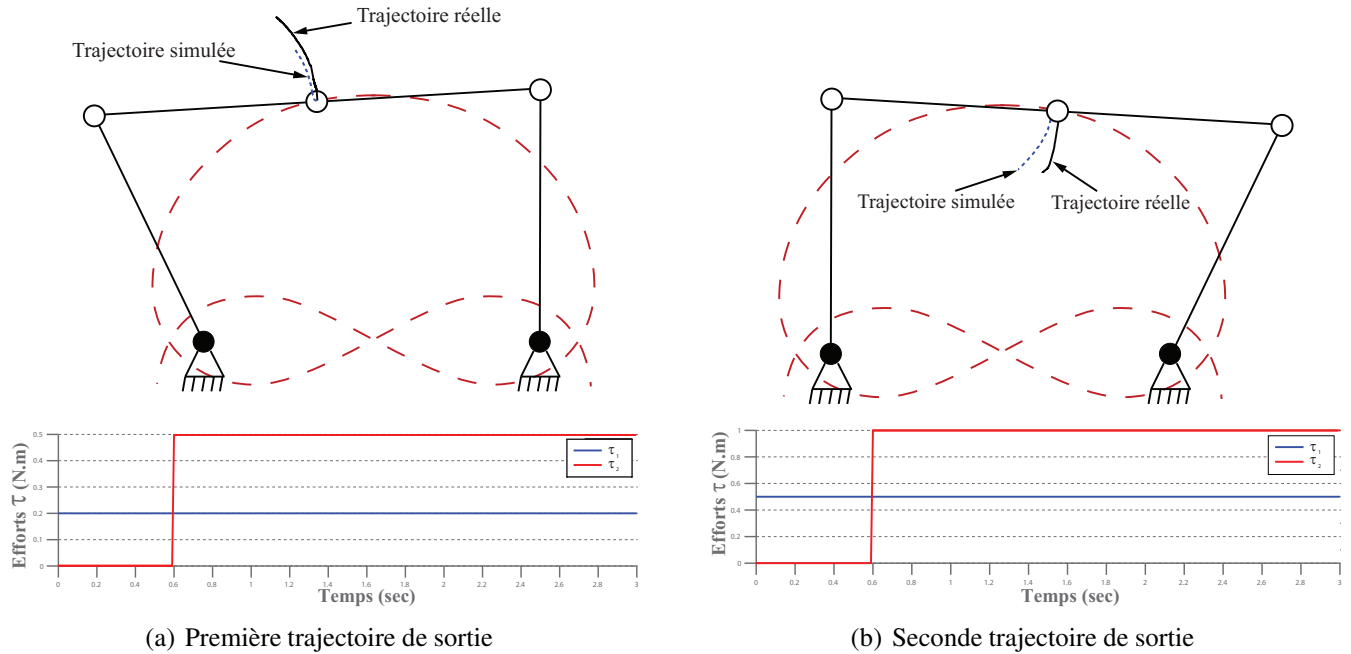 Trajectoire réelle
Trajectoire simulée
Efforts τ (N.m)
0.5
0.4
0.3
0.2
0.1
0
τ₁
τ₂
0 0.2 0.4 0.6 0.8 1 1.2 1.4 1.6 1.8 2 2.2 2.4 2.6 2.8 3
Temps (sec)
(a) Première trajectoire de sortie
Trajectoire simulée
Trajectoire réelle
Efforts τ (N.m)
1
0.8
0.6
0.4
0.2
0
τ₁
τ₂
0 0.2 0.4 0.6 0.8 1 1.2 1.4 1.6 1.8 2 2.2 2.4 2.6 2.8 3
Temps (sec)
(b) Seconde trajectoire de sortie